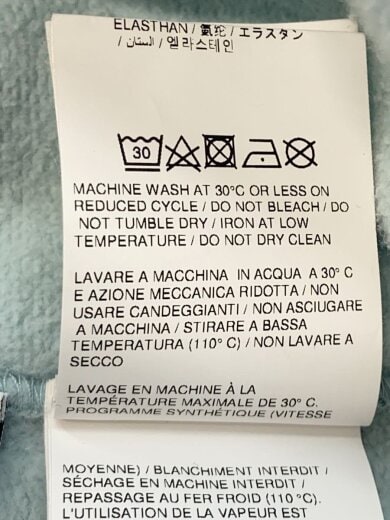 ELASTHAN / 氨纶 / エラスタン
/ الستان / 엘라스테인
30
MACHINE WASH AT 30°C OR LESS ON
REDUCED CYCLE / DO NOT BLEACH / DO
NOT TUMBLE DRY / IRON AT LOW
TEMPERATURE / DO NOT DRY CLEAN
LAVARE A MACCHINA IN ACQUA A 30° C
E AZIONE MECCANICA RIDOTTA / NON
USARE CANDEGGIANTI / NON ASCIUGARE
A MACCHINA / STIRARE A BASSA
TEMPERATURA (110° C) / NON LAVARE A
SECCO
LAVAGE EN MACHINE À LA
TEMPÉRATURE MAXIMALE DE 30° C.
PROGRAMME SYNTHÉTIQUE (VITESSE
MOYENNE) / BLANCHIMENT INTERDIT /
SÉCHAGE EN MACHINE INTERDIT /
REPASSAGE AU FER FROID (110 °C).
L'UTILISATION DE LA VAPEUR EST